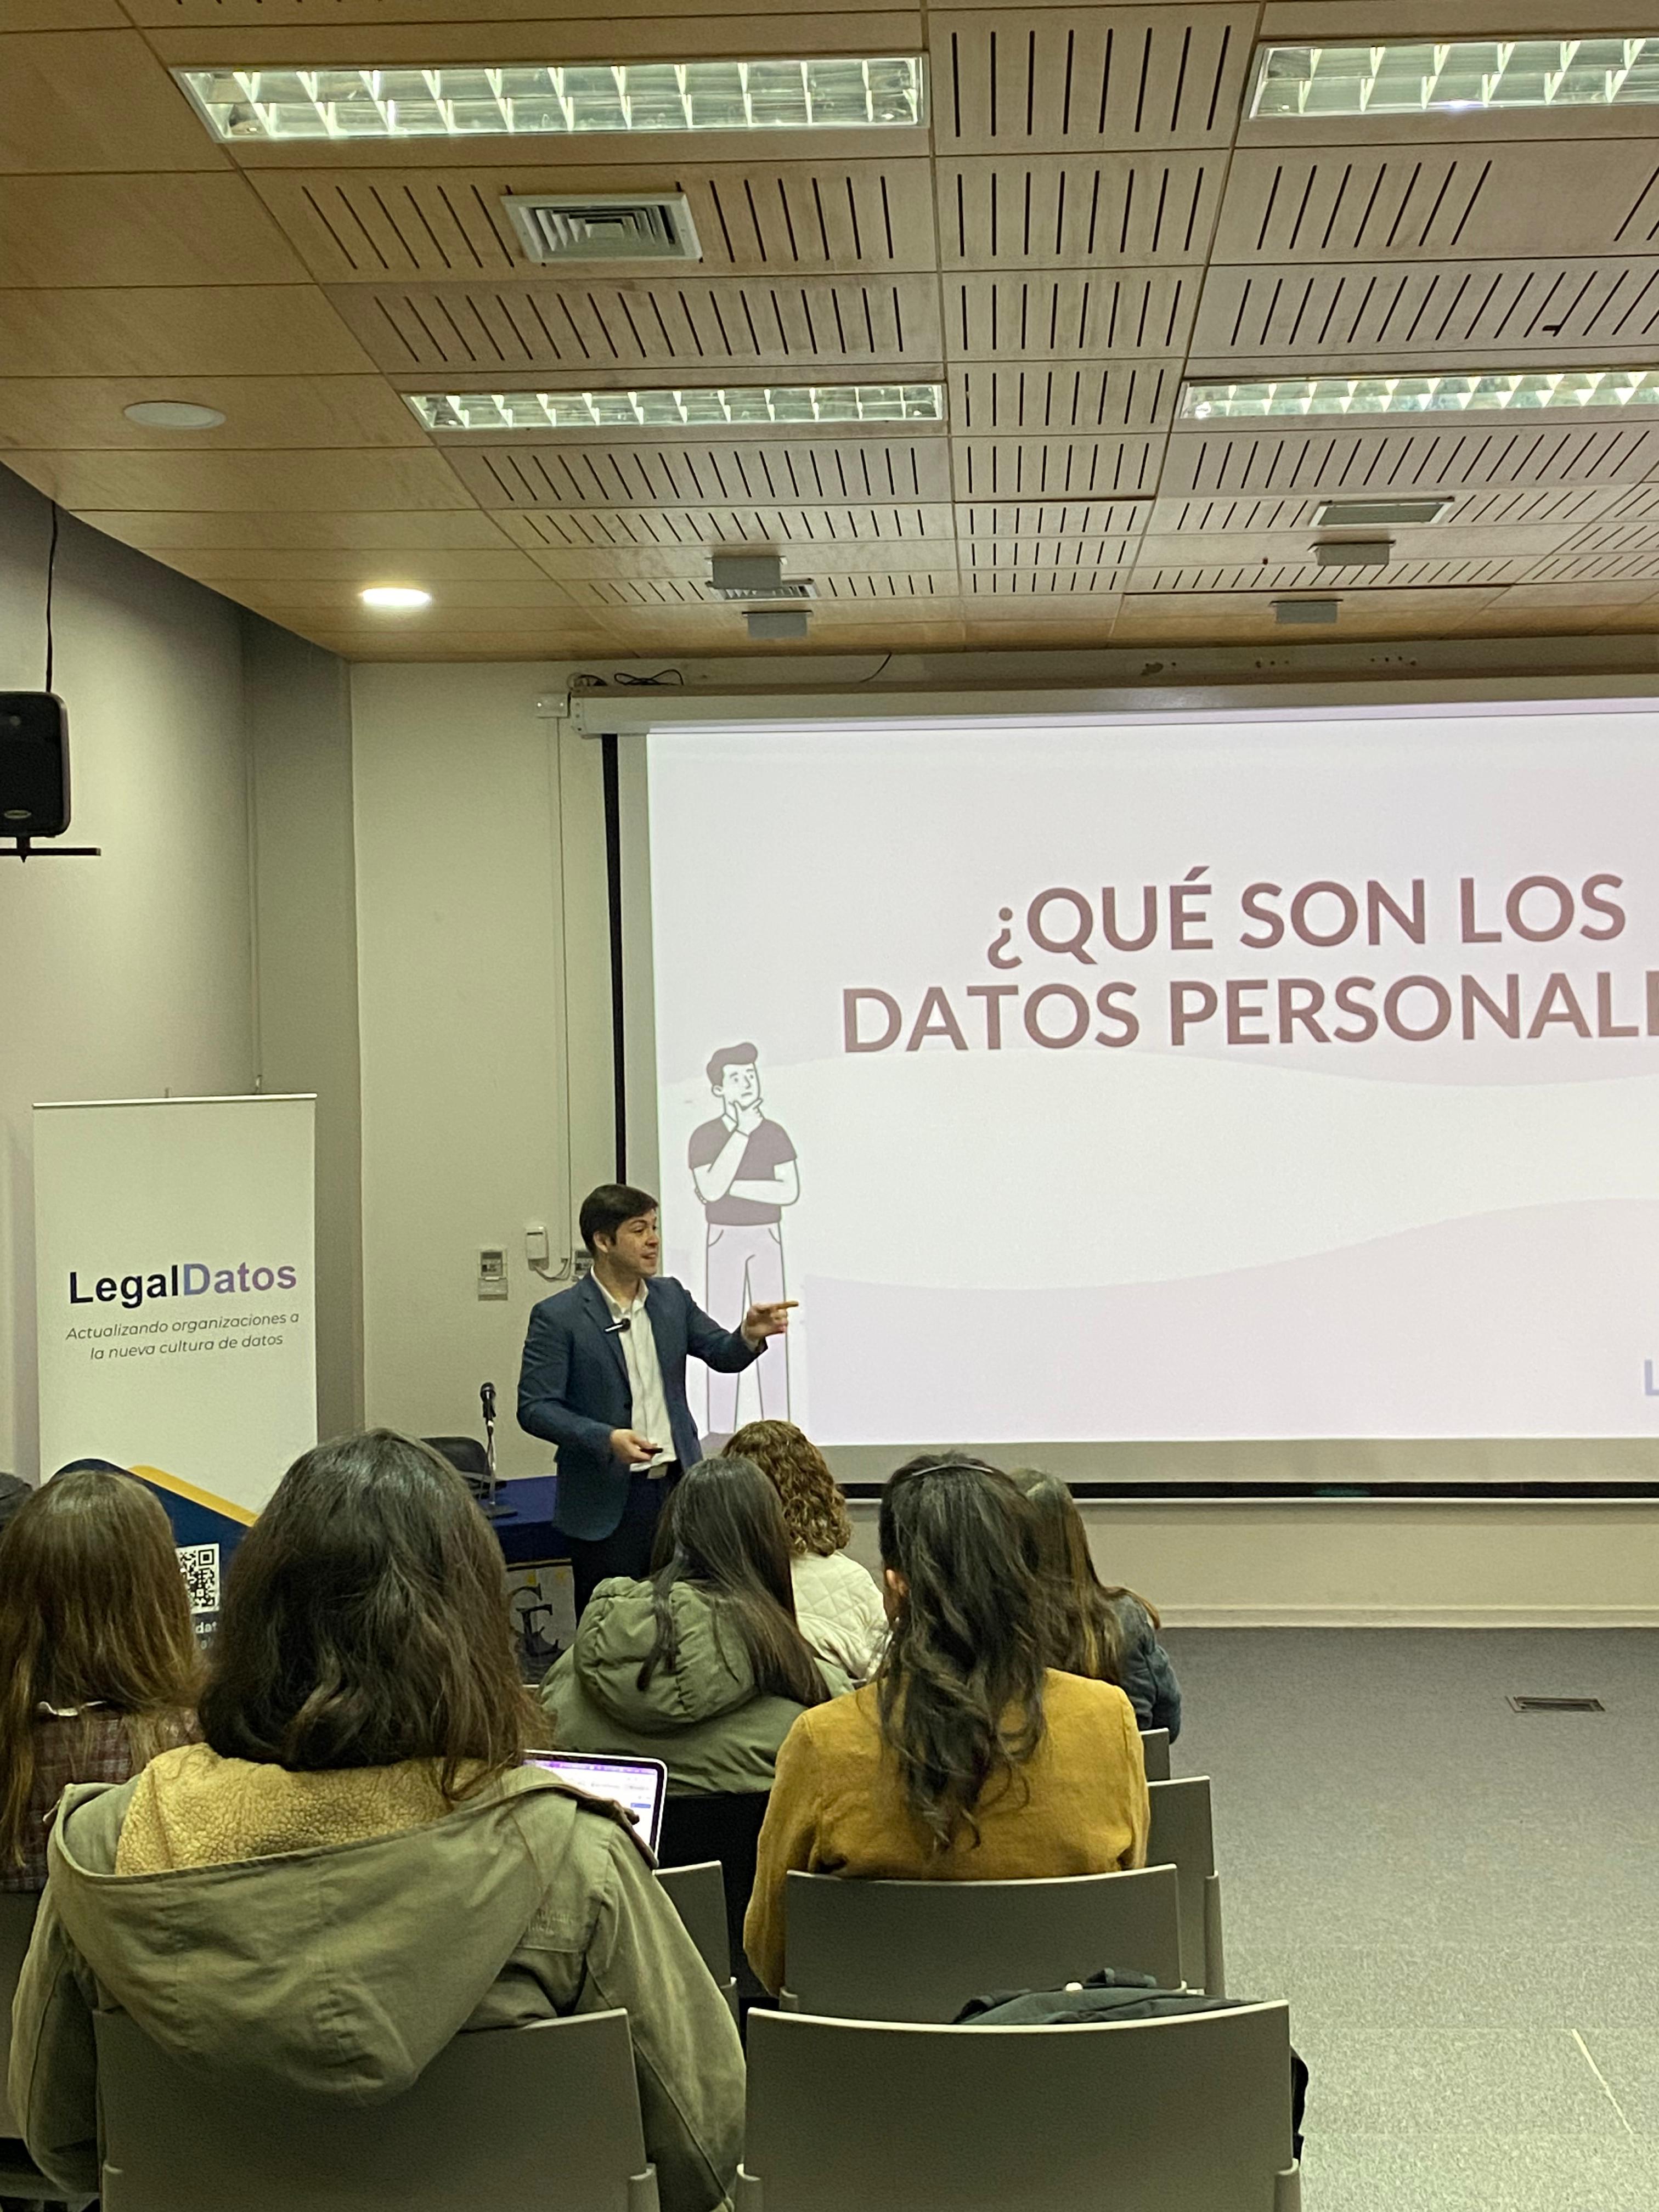 ¿QUÉ SON LOS
DATOS PERSONAL
LegalDatos
Actualizando organizaciones a
la nueva cultura de datos